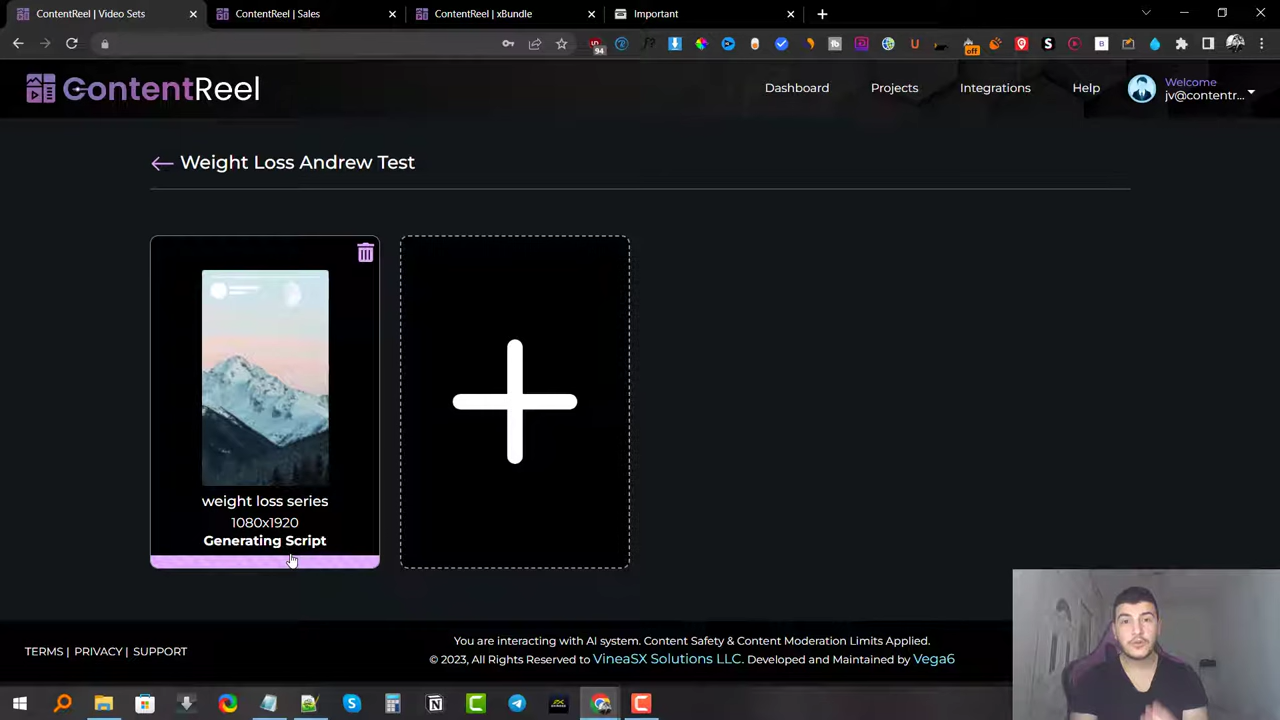 ContentReel | Video Sets
ContentReel | Sales
ContentReel | xBundle
Important
94
off
ContentReel
Dashboard
Projects
Integrations
Help
Welcome
jv@contentr...
Weight Loss Andrew Test
weight loss series
1080x1920
Generating Script
You are interacting with AI system. Content Safety & Content Moderation Limits Applied.
TERMS | PRIVACY | SUPPORT
© 2023, All Rights Reserved to VineaSX Solutions LLC. Developed and Maintained by Vega6